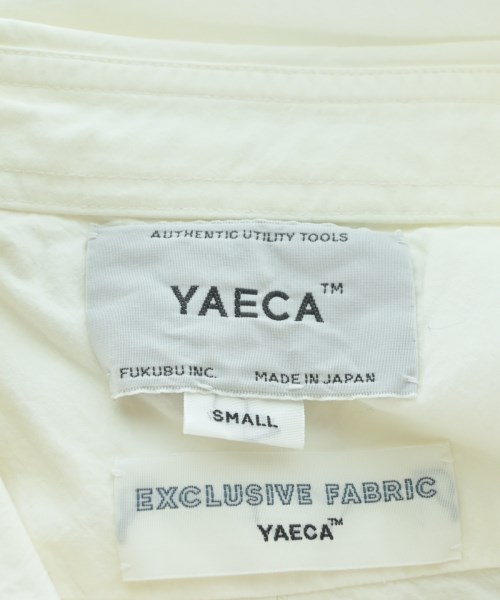 AUTHENTIC UTILITY TOOLS
YAECA™
FUKUBU INC. MADE IN JAPAN
SMALL
EXCLUSIVE FABRIC
YAECA™